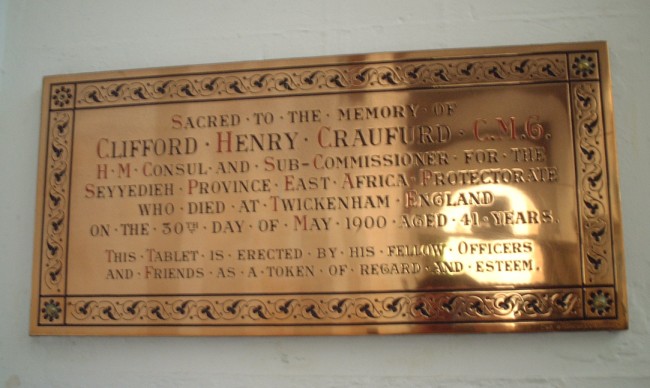 SACRED · TO · THE · MEMORY · OF
CLIFFORD · HENRY · CRAUFURD · C.M.G.
H·M·CONSUL·AND·SUB-COMMISSIONER·FOR·THE
SEYYEDIEH·PROVINCE·EAST·AFRICA·PROTECTORATE
WHO·DIED·AT·TWICKENHAM·ENGLAND
ON·THE·30TH·DAY·OF·MAY·1900·AGED·41·YEARS.
THIS·TABLET·IS·ERECTED·BY·HIS·FELLOW·OFFICERS
AND·FRIENDS·AS·A·TOKEN·OF·REGARD·AND·ESTEEM.